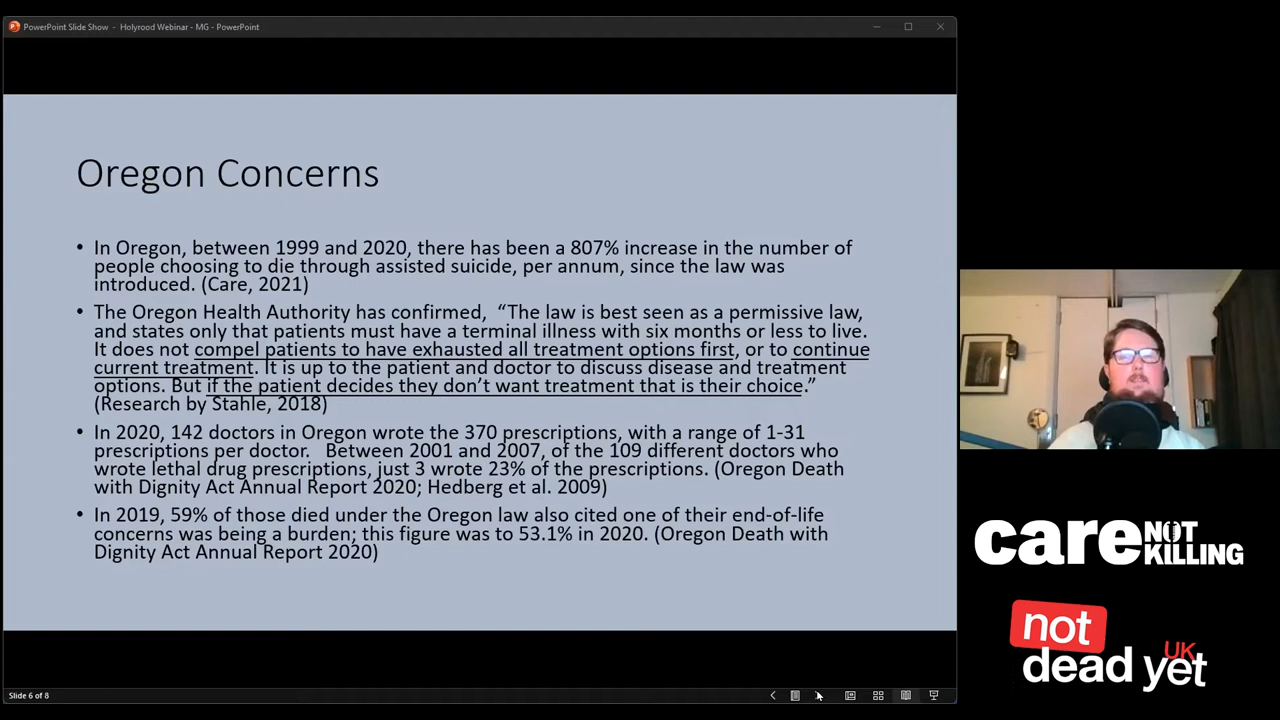 PowerPoint Slide Show - Holyrood Webinar - MG - PowerPoint
Oregon Concerns
• In Oregon, between 1999 and 2020, there has been a 807% increase in the number of
people choosing to die through assisted suicide, per annum, since the law was
introduced. (Care, 2021)
• The Oregon Health Authority has confirmed, “The law is best seen as a permissive law,
and states only that patients must have a terminal illness with six months or less to live.
It does not compel patients to have exhausted all treatment options first, or to continue
current treatment. It is up to the patient and doctor to discuss disease and treatment
options. But if the patient decides they don’t want treatment that is their choice.”
(Research by Stahle, 2018)
• In 2020, 142 doctors in Oregon wrote the 370 prescriptions, with a range of 1-31
prescriptions per doctor. Between 2001 and 2007, of the 109 different doctors who
wrote lethal drug prescriptions, just 3 wrote 23% of the prescriptions. (Oregon Death
with Dignity Act Annual Report 2020; Hedberg et al. 2009)
• In 2019, 59% of those died under the Oregon law also cited one of their end-of-life
concerns was being a burden; this figure was to 53.1% in 2020. (Oregon Death with
Dignity Act Annual Report 2020)
Slide 6 of 8
care NOT
KILLING
not
dead yet UK